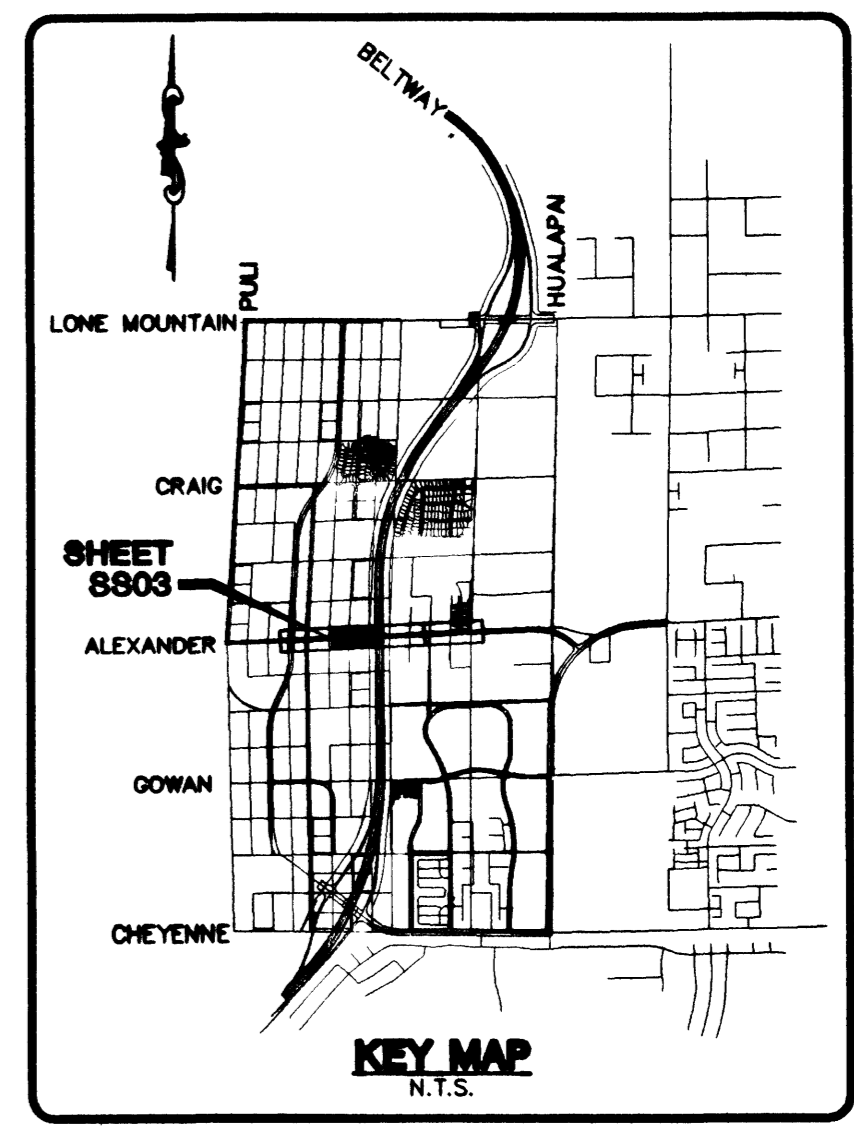 BELTWAY
HUALAPAI
PULI
LONE MOUNTAIN
CRAIG
SHEET
SS03
ALEXANDER
GOWAN
CHEYENNE
KEY MAP
N.T.S.